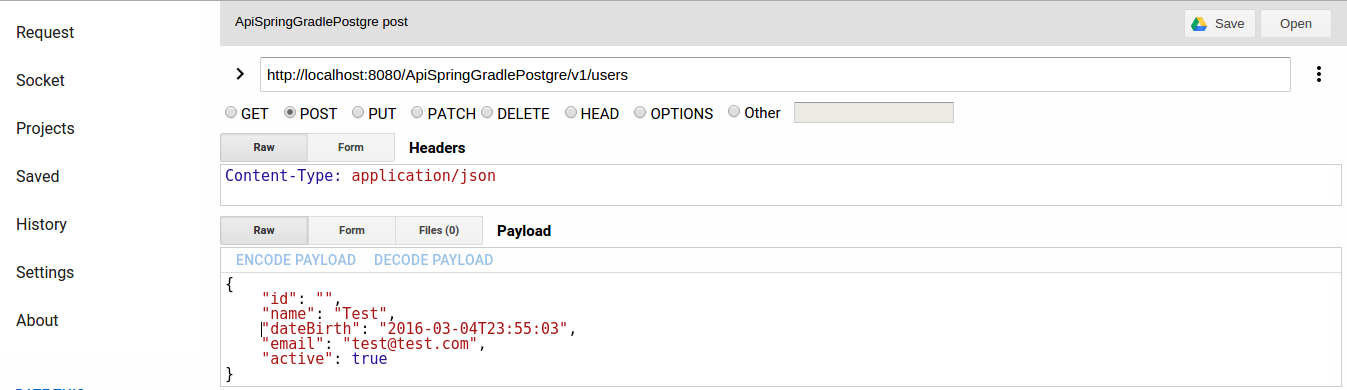 ApiSpringGradlePostgre post
Save
Open
Request
Socket
Projects
Saved
History
Settings
About
http://localhost:8080/ApiSpringGradlePostgre/v1/users
GET POST PUT PATCH DELETE HEAD OPTIONS Other
Raw Form Headers
Content-Type: application/json
Raw Form Files (0) Payload
ENCODE PAYLOAD DECODE PAYLOAD
{
"id": "",
"name": "Test",
"dateBirth": "2016-03-04T23:55:03",
"email": "test@test.com",
"active": true
}